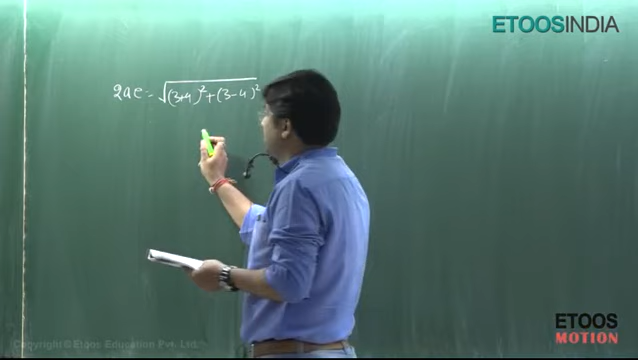 ETOOSINDIA
2ae = √(3+4)²+(3-4)²
ETOOS
MOTION
Copyright © Etoos Education Pvt. Ltd.